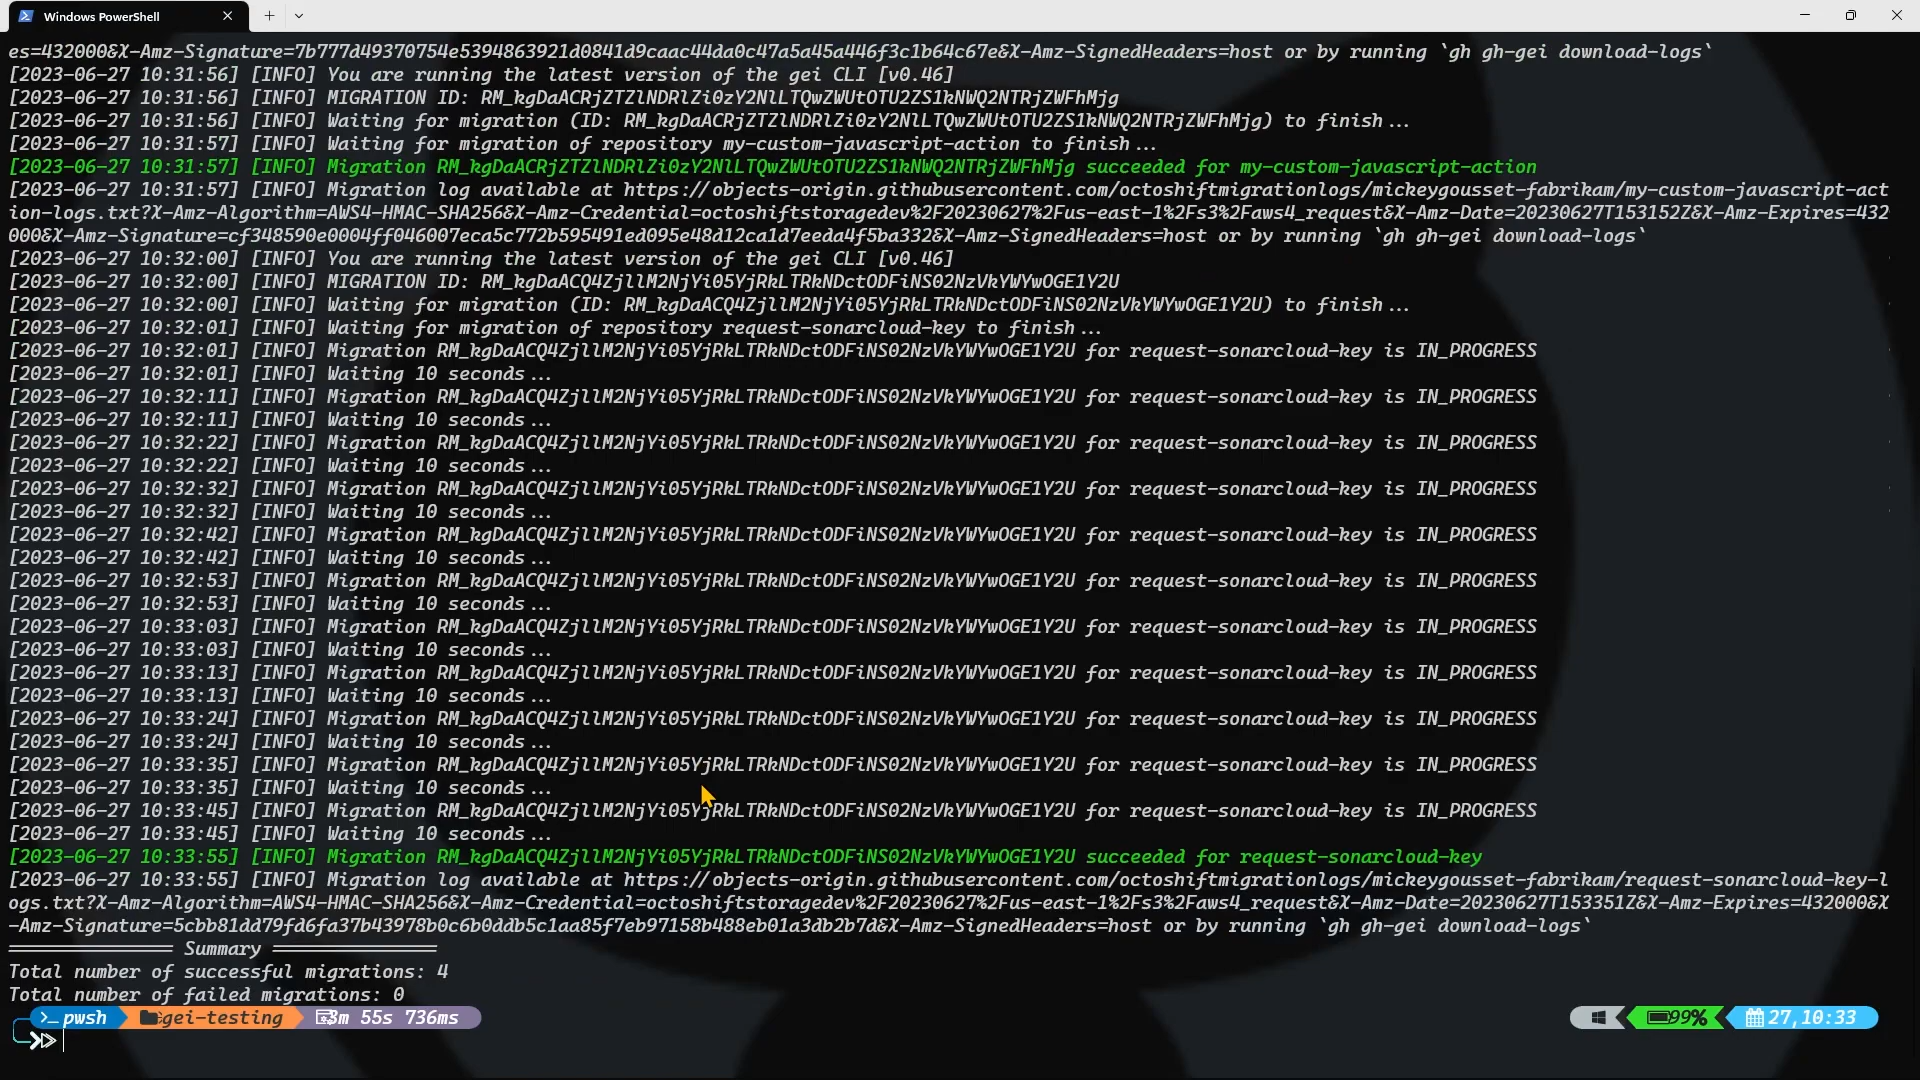 Windows PowerShell
es=432000&X-Amz-Signature=7b777d49370754e5394863921d0841d9caac44da0c47a5a45a446f3c1b64c67e&X-Amz-SignedHeaders=host or by running `gh gh-gei download-logs`
[2023-06-27 10:31:56] [INFO] You are running the latest version of the gei CLI [v0.46]
[2023-06-27 10:31:56] [INFO] MIGRATION ID: RM_kgDaACRjZTZlNDRlZi0zY2NlLTQwZWUtOTU2ZS1kNWQ2NTRjZWFhMjg
[2023-06-27 10:31:56] [INFO] Waiting for migration (ID: RM_kgDaACRjZTZlNDRlZi0zY2NlLTQwZWUtOTU2ZS1kNWQ2NTRjZWFhMjg) to finish...
[2023-06-27 10:31:57] [INFO] Waiting for migration of repository my-custom-javascript-action to finish...
[2023-06-27 10:31:57] [INFO] Migration RM_kgDaACRjZTZlNDRlZi0zY2NlLTQwZWUtOTU2ZS1kNWQ2NTRjZWFhMjg succeeded for my-custom-javascript-action
[2023-06-27 10:31:57] [INFO] Migration log available at https://objects-origin.githubusercontent.com/octoshiftmigrationlogs/mickeygousset-fabrikam/my-custom-javascript-act
ion-logs.txt?X-Amz-Algorithm=AWS4-HMAC-SHA256&X-Amz-Credential=octoshiftstoragedev%2F20230627%2Fus-east-1%2Fs3%2Faws4_request&X-Amz-Date=20230627T153152Z&X-Amz-Expires=432
000&X-Amz-Signature=cf348590e0004ff046007eca5c772b595491ed095e48d12ca1d7eeda4f5ba332&X-Amz-SignedHeaders=host or by running `gh gh-gei download-logs`
[2023-06-27 10:32:00] [INFO] You are running the latest version of the gei CLI [v0.46]
[2023-06-27 10:32:00] [INFO] MIGRATION ID: RM_kgDaACQ4ZjllM2NjYi05YjRkLTRkNDctODFiNS02NzVkYWYwOGE1Y2U
[2023-06-27 10:32:00] [INFO] Waiting for migration (ID: RM_kgDaACQ4ZjllM2NjYi05YjRkLTRkNDctODFiNS02NzVkYWYwOGE1Y2U) to finish...
[2023-06-27 10:32:01] [INFO] Waiting for migration of repository request-sonarcloud-key to finish...
[2023-06-27 10:32:01] [INFO] Migration RM_kgDaACQ4ZjllM2NjYi05YjRkLTRkNDctODFiNS02NzVkYWYwOGE1Y2U for request-sonarcloud-key is IN_PROGRESS
[2023-06-27 10:32:01] [INFO] Waiting 10 seconds...
[2023-06-27 10:32:11] [INFO] Migration RM_kgDaACQ4ZjllM2NjYi05YjRkLTRkNDctODFiNS02NzVkYWYwOGE1Y2U for request-sonarcloud-key is IN_PROGRESS
[2023-06-27 10:32:11] [INFO] Waiting 10 seconds...
[2023-06-27 10:32:22] [INFO] Migration RM_kgDaACQ4ZjllM2NjYi05YjRkLTRkNDctODFiNS02NzVkYWYwOGE1Y2U for request-sonarcloud-key is IN_PROGRESS
[2023-06-27 10:32:22] [INFO] Waiting 10 seconds...
[2023-06-27 10:32:32] [INFO] Migration RM_kgDaACQ4ZjllM2NjYi05YjRkLTRkNDctODFiNS02NzVkYWYwOGE1Y2U for request-sonarcloud-key is IN_PROGRESS
[2023-06-27 10:32:32] [INFO] Waiting 10 seconds...
[2023-06-27 10:32:42] [INFO] Migration RM_kgDaACQ4ZjllM2NjYi05YjRkLTRkNDctODFiNS02NzVkYWYwOGE1Y2U for request-sonarcloud-key is IN_PROGRESS
[2023-06-27 10:32:42] [INFO] Waiting 10 seconds...
[2023-06-27 10:32:53] [INFO] Migration RM_kgDaACQ4ZjllM2NjYi05YjRkLTRkNDctODFiNS02NzVkYWYwOGE1Y2U for request-sonarcloud-key is IN_PROGRESS
[2023-06-27 10:32:53] [INFO] Waiting 10 seconds...
[2023-06-27 10:33:03] [INFO] Migration RM_kgDaACQ4ZjllM2NjYi05YjRkLTRkNDctODFiNS02NzVkYWYwOGE1Y2U for request-sonarcloud-key is IN_PROGRESS
[2023-06-27 10:33:03] [INFO] Waiting 10 seconds...
[2023-06-27 10:33:13] [INFO] Migration RM_kgDaACQ4ZjllM2NjYi05YjRkLTRkNDctODFiNS02NzVkYWYwOGE1Y2U for request-sonarcloud-key is IN_PROGRESS
[2023-06-27 10:33:13] [INFO] Waiting 10 seconds...
[2023-06-27 10:33:24] [INFO] Migration RM_kgDaACQ4ZjllM2NjYi05YjRkLTRkNDctODFiNS02NzVkYWYwOGE1Y2U for request-sonarcloud-key is IN_PROGRESS
[2023-06-27 10:33:24] [INFO] Waiting 10 seconds...
[2023-06-27 10:33:35] [INFO] Migration RM_kgDaACQ4ZjllM2NjYi05YjRkLTRkNDctODFiNS02NzVkYWYwOGE1Y2U for request-sonarcloud-key is IN_PROGRESS
[2023-06-27 10:33:35] [INFO] Waiting 10 seconds...
[2023-06-27 10:33:45] [INFO] Migration RM_kgDaACQ4ZjllM2NjYi05YjRkLTRkNDctODFiNS02NzVkYWYwOGE1Y2U for request-sonarcloud-key is IN_PROGRESS
[2023-06-27 10:33:45] [INFO] Waiting 10 seconds...
[2023-06-27 10:33:55] [INFO] Migration RM_kgDaACQ4ZjllM2NjYi05YjRkLTRkNDctODFiNS02NzVkYWYwOGE1Y2U succeeded for request-sonarcloud-key
[2023-06-27 10:33:55] [INFO] Migration log available at https://objects-origin.githubusercontent.com/octoshiftmigrationlogs/mickeygousset-fabrikam/request-sonarcloud-key-l
ogs.txt?X-Amz-Algorithm=AWS4-HMAC-SHA256&X-Amz-Credential=octoshiftstoragedev%2F20230627%2Fus-east-1%2Fs3%2Faws4_request&X-Amz-Date=20230627T153351Z&X-Amz-Expires=432000&X
-Amz-Signature=5cbb81dd79fd6fa37b43978b0c6b0ddb5c1aa85f7eb97158b488eb01a3db2b7d&X-Amz-SignedHeaders=host or by running `gh gh-gei download-logs`
=============== Summary ===============
Total number of successful migrations: 4
Total number of failed migrations: 0
pwsh gei-testing 3m 55s 736ms 99% 27,10:33